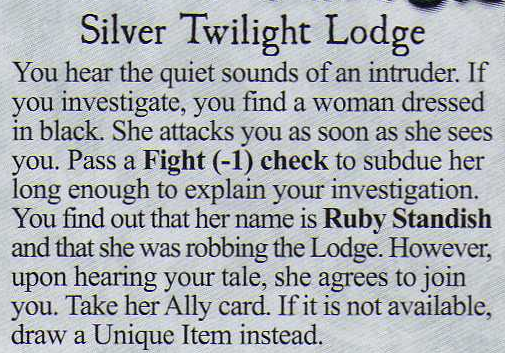 Silver Twilight Lodge
You hear the quiet sounds of an intruder. If
you investigate, you find a woman dressed
in black. She attacks you as soon as she sees
you. Pass a Fight (-1) check to subdue her
long enough to explain your investigation.
You find out that her name is Ruby Standish
and that she was robbing the Lodge. However,
upon hearing your tale, she agrees to join
you. Take her Ally card. If it is not available,
draw a Unique Item instead.